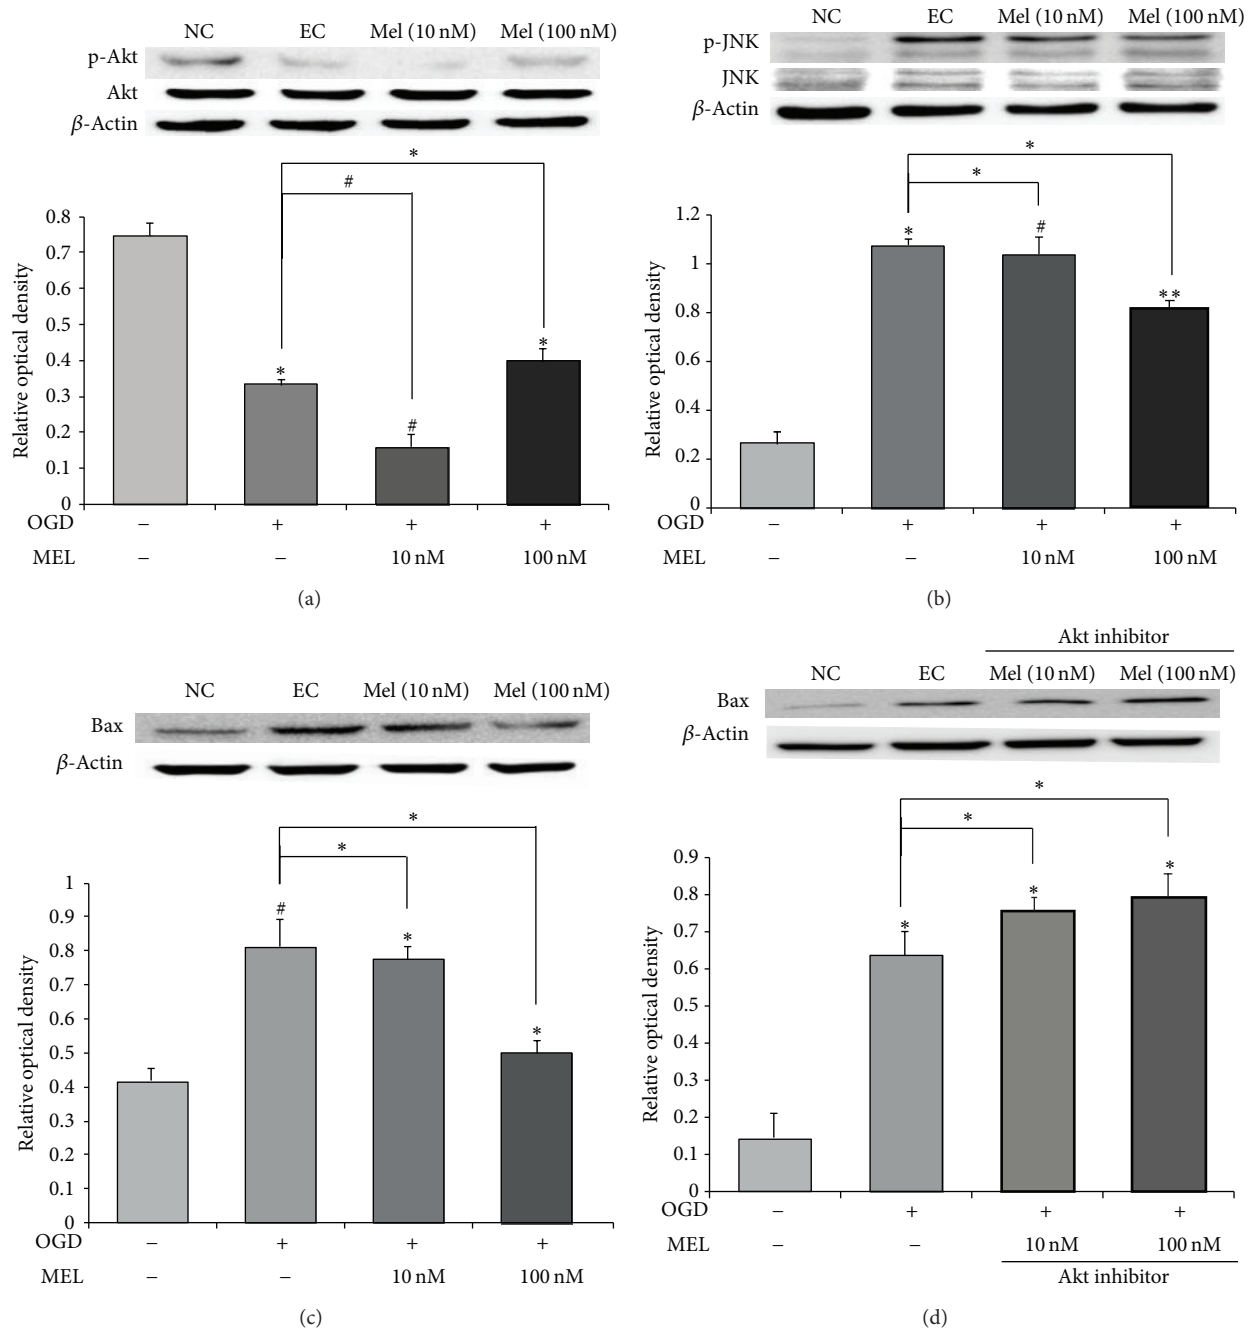 NC EC Mel (10 nM) Mel (100 nM)
p-Akt
Akt
β-Actin
*
#
Relative optical density
0.8
0.7
0.6
0.5
0.4
0.3
0.2
0.1
0
*
#
*
OGD − + + +
MEL − − 10 nM 100 nM
(a)
NC EC Mel (10 nM) Mel (100 nM)
p-JNK
JNK
β-Actin
*
*
Relative optical density
1.2
1
0.8
0.6
0.4
0.2
0
*
#
**
OGD − + + +
MEL − − 10 nM 100 nM
(b)
NC EC Mel (10 nM) Mel (100 nM)
Bax
β-Actin
*
*
Relative optical density
1
0.9
0.8
0.7
0.6
0.5
0.4
0.3
0.2
0.1
0
#
*
*
OGD − + + +
MEL − − 10 nM 100 nM
(c)
Akt inhibitor
NC EC Mel (10 nM) Mel (100 nM)
Bax
β-Actin
*
*
Relative optical density
0.9
0.8
0.7
0.6
0.5
0.4
0.3
0.2
0.1
0
*
*
*
OGD − + + +
MEL − − 10 nM 100 nM
Akt inhibitor
(d)